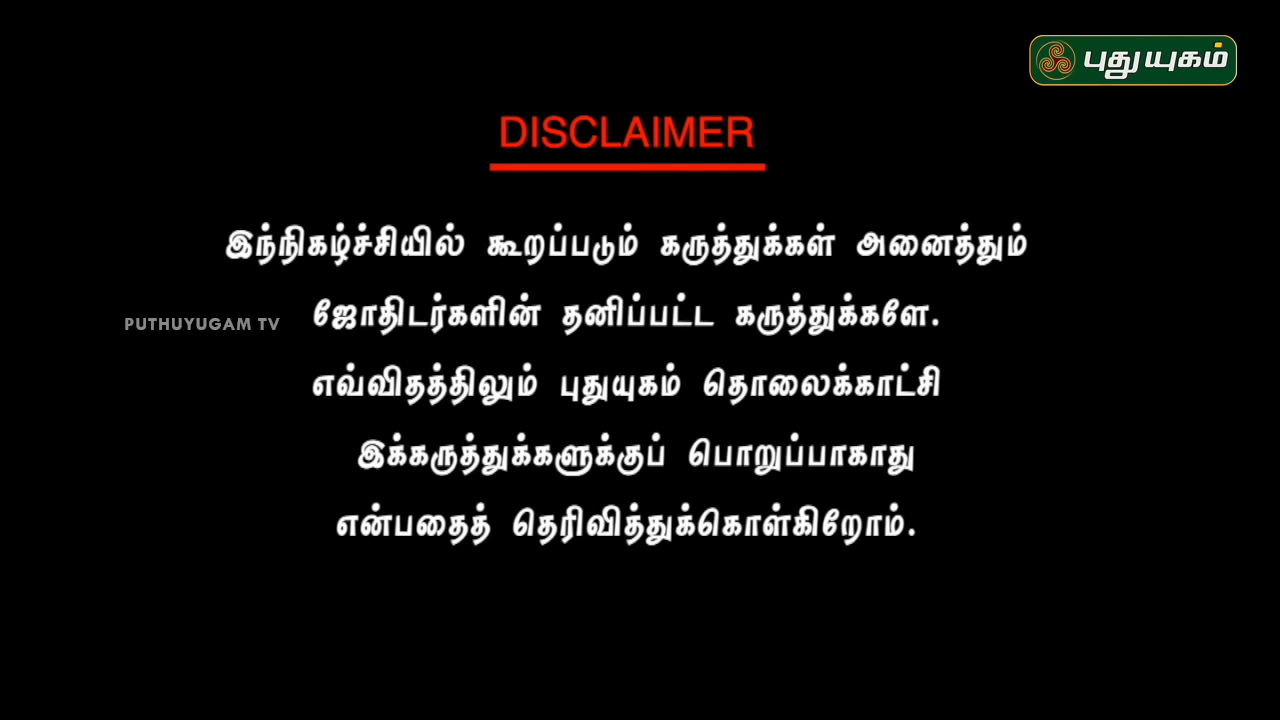 புதுயுகம்
DISCLAIMER
இந்நிகழ்ச்சியில் கூறப்படும் கருத்துக்கள் அனைத்தும்
ஜோதிடர்களின் தனிப்பட்ட கருத்துக்களே.
PUTHUYUGAM TV
எவ்விதத்திலும் புதுயுகம் தொலைக்காட்சி
இக்கருத்துக்களுக்குப் பொறுப்பாகாது
என்பதைத் தெரிவித்துக்கொள்கிறோம்.